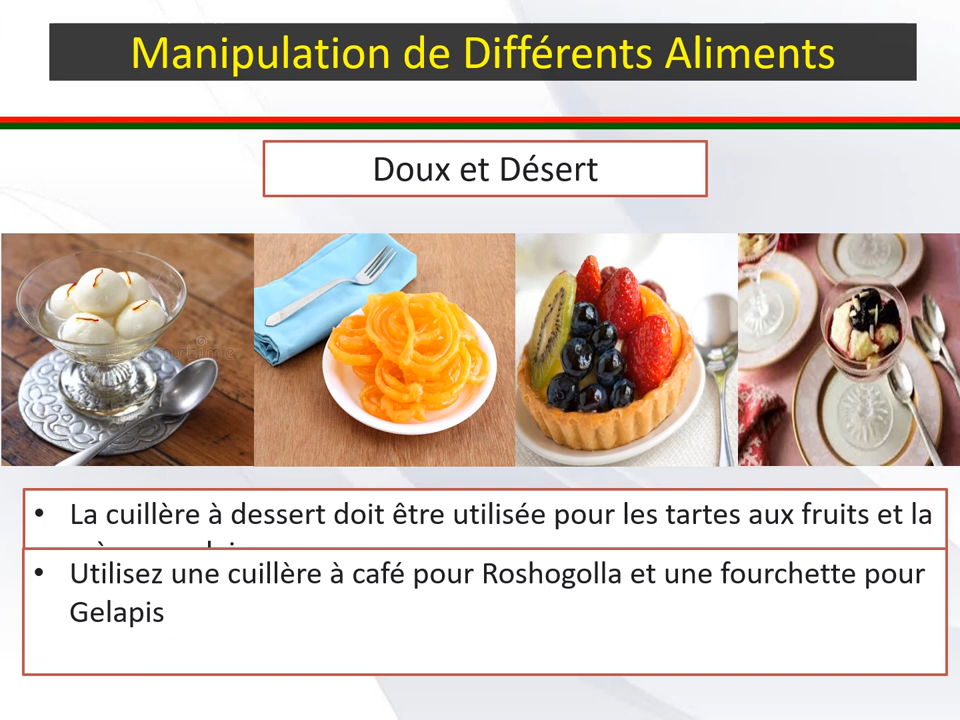 Manipulation de Différents Aliments
Doux et Désert
• La cuillère à dessert doit être utilisée pour les tartes aux fruits et la
• Utilisez une cuillère à café pour Roshogolla et une fourchette pour
Gelapis